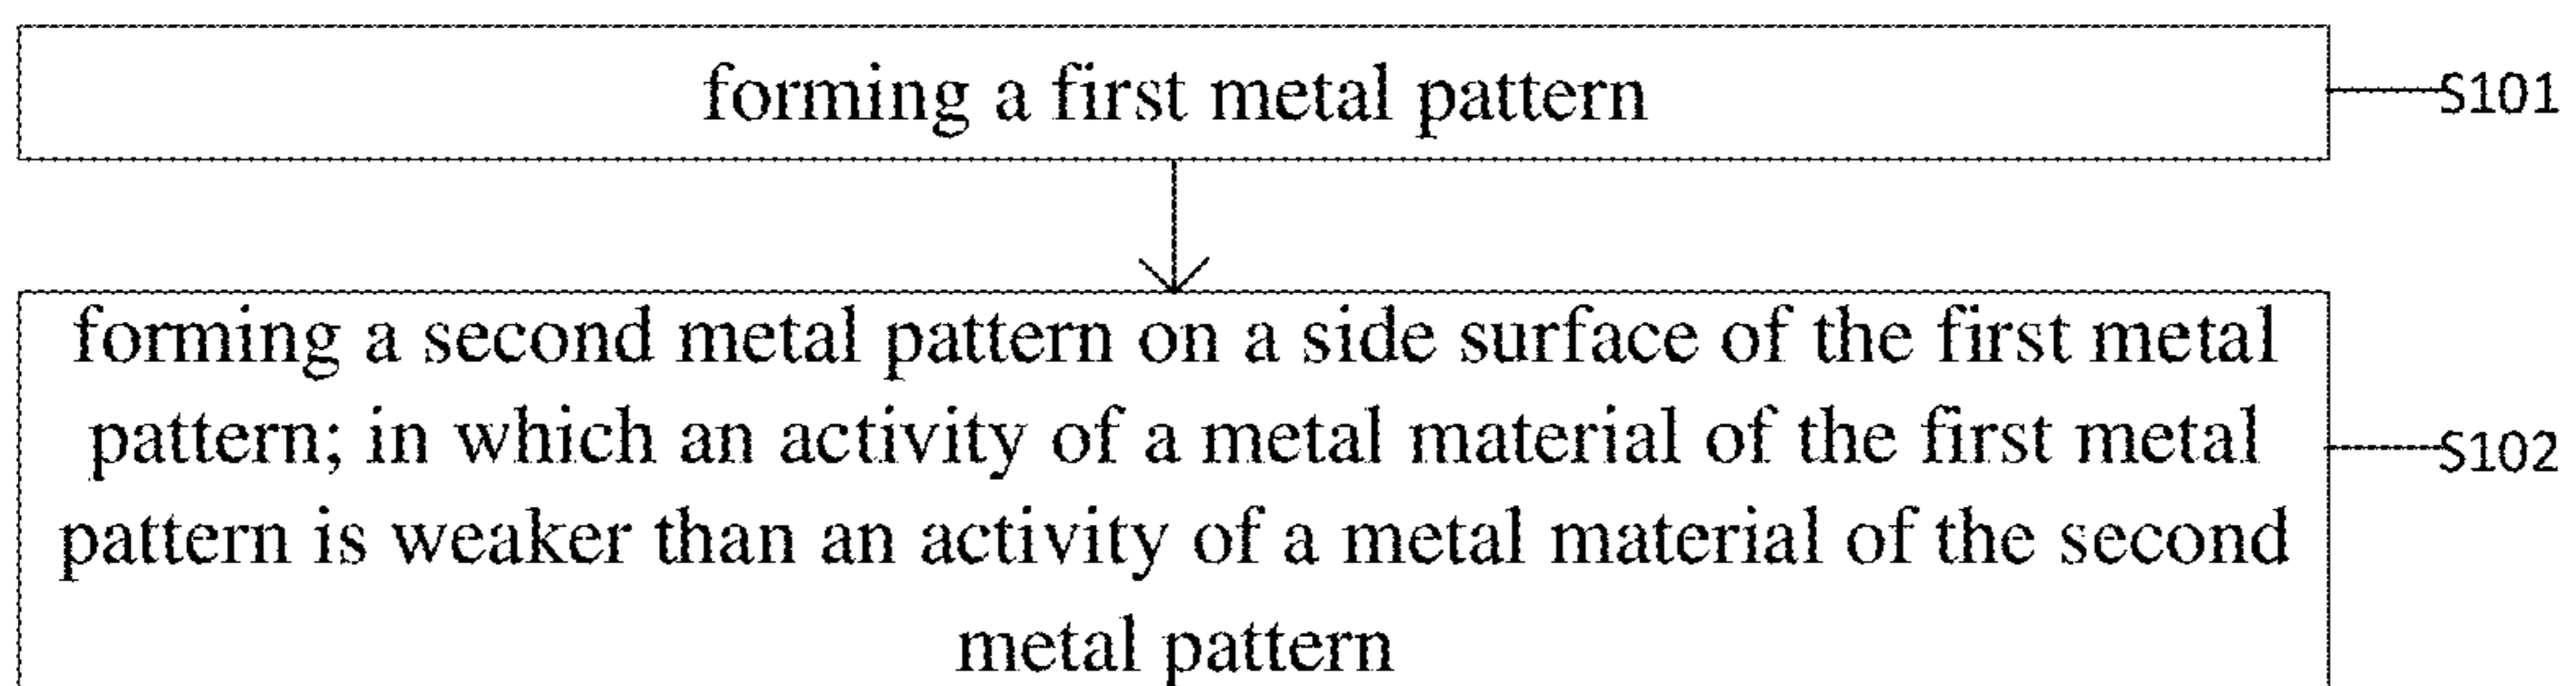 forming a first metal pattern
S101
forming a second metal pattern on a side surface of the first metal
pattern; in which an activity of a metal material of the first metal
pattern is weaker than an activity of a metal material of the second
metal pattern
S102